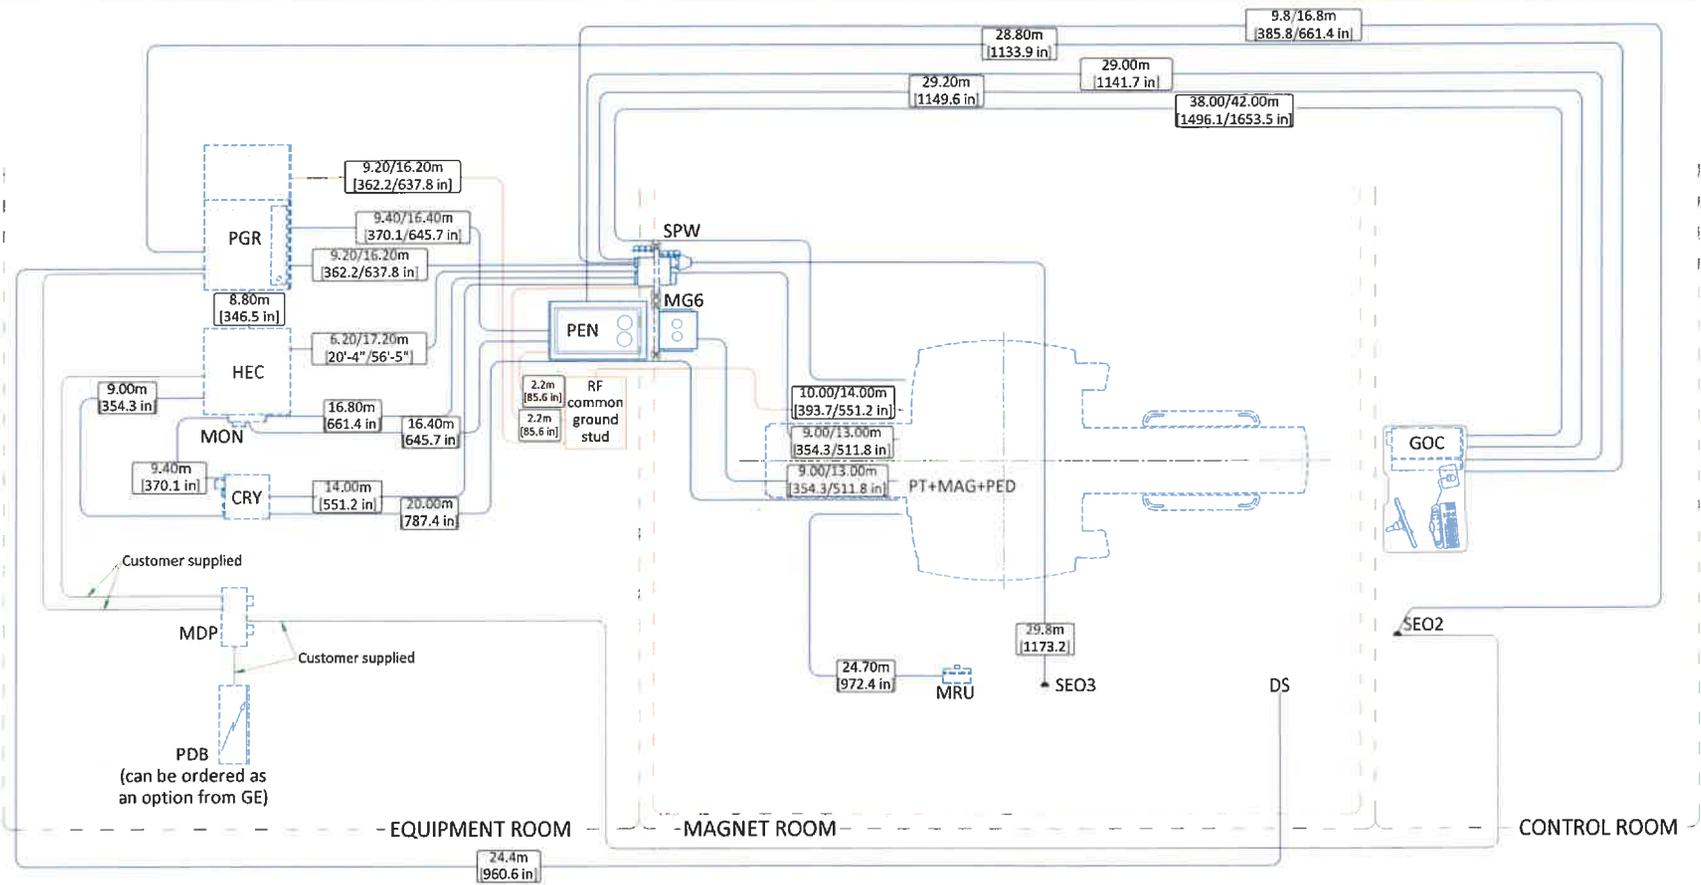 9.8/16.8m
[385.8/661.4 in]
28.80m
[1133.9 in]
29.00m
[1141.7 in]
29.20m
[1149.6 in]
38.00/42.00m
[1496.1/1653.5 in]
9.20/16.20m
[362.2/637.8 in]
9.40/16.40m
[370.1/645.7 in]
PGR
SPW
9.20/16.20m
[362.2/637.8 in]
8.80m
[346.5 in]
MG6
PEN
6.20/17.20m
[20'-4"/56'-5"]
HEC
9.00m
[354.3 in]
2.2m
[85.6 in]
2.2m
[85.6 in]
RF
common
ground
stud
10.00/14.00m
[393.7/551.2 in]
16.80m
[661.4 in]
16.40m
[645.7 in]
MON
9.00/13.00m
[354.3/511.8 in]
GOC
9.40m
[370.1 in]
9.00/13.00m
[354.3/511.8 in]
PT+MAG+PED
CRY
14.00m
[551.2 in]
20.00m
[787.4 in]
Customer supplied
MDP
SEO2
29.8m
[1173.2]
Customer supplied
24.70m
[972.4 in]
MRU
SEO3
DS
PDB
(can be ordered as
an option from GE)
EQUIPMENT ROOM
MAGNET ROOM
CONTROL ROOM
24.4m
[960.6 in]